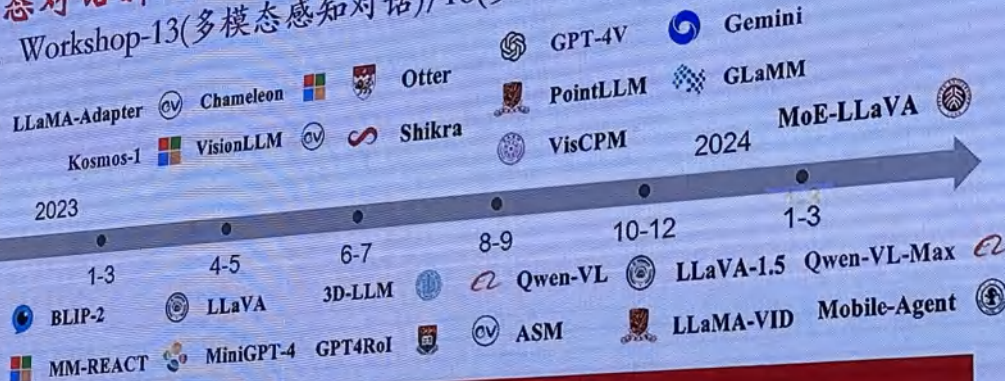 Workshop-13(多模态感知对话)/
GPT-4V Gemini
LLaMA-Adapter Chameleon Otter PointLLM GLaMM
Kosmos-1 VisionLLM Shikra VisCPM MoE-LLaVA
2023 2024
1-3 4-5 6-7 8-9 10-12 1-3
BLIP-2 LLaVA 3D-LLM Qwen-VL LLaVA-1.5 Qwen-VL-Max
MM-REACT MiniGPT-4 GPT4RoI ASM LLaMA-VID Mobile-Agent